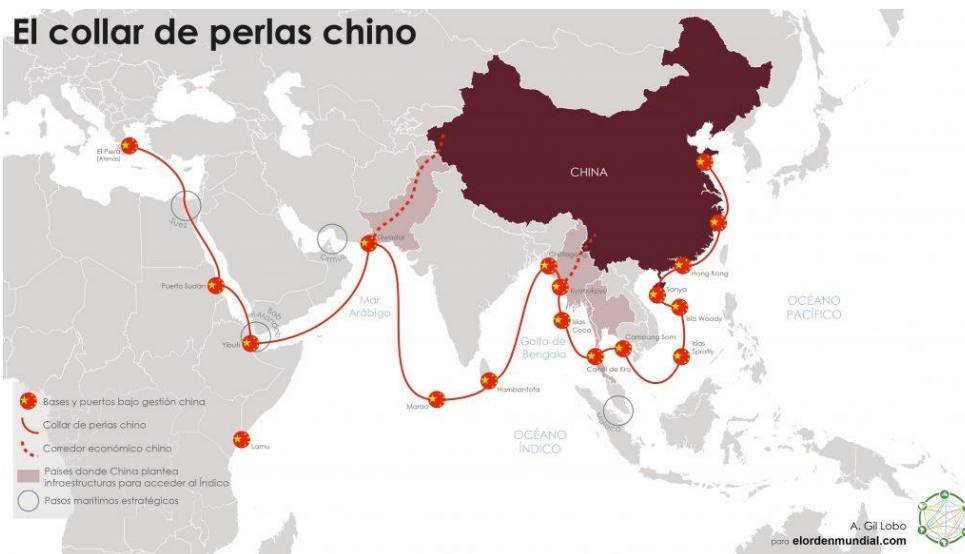 El collar de perlas chino
CHINA
El Pireo
(Atenas)
Suez
Ormuz
Gwadar
Chittagong
Kyaukpyu
Hong Kong
Sanya
Isla Woody
OCÉANO
PACÍFICO
Puerto Sudán
Mar
Arábigo
Bab
el-Mandeb
Yibuti
Islas
Coco
Golfo de
Bengala
Campung Som
Islas
Spratly
Canal de Kra
Hambantota
Marao
Malaca
OCÉANO
ÍNDICO
Lamu
Bases y puertos bajo gestión china
Collar de perlas chino
Corredor económico chino
Países donde China plantea
infraestructuras para acceder al Índico
Pasos marítimos estratégicos
A. Gil Lobo
para elordenmundial.com